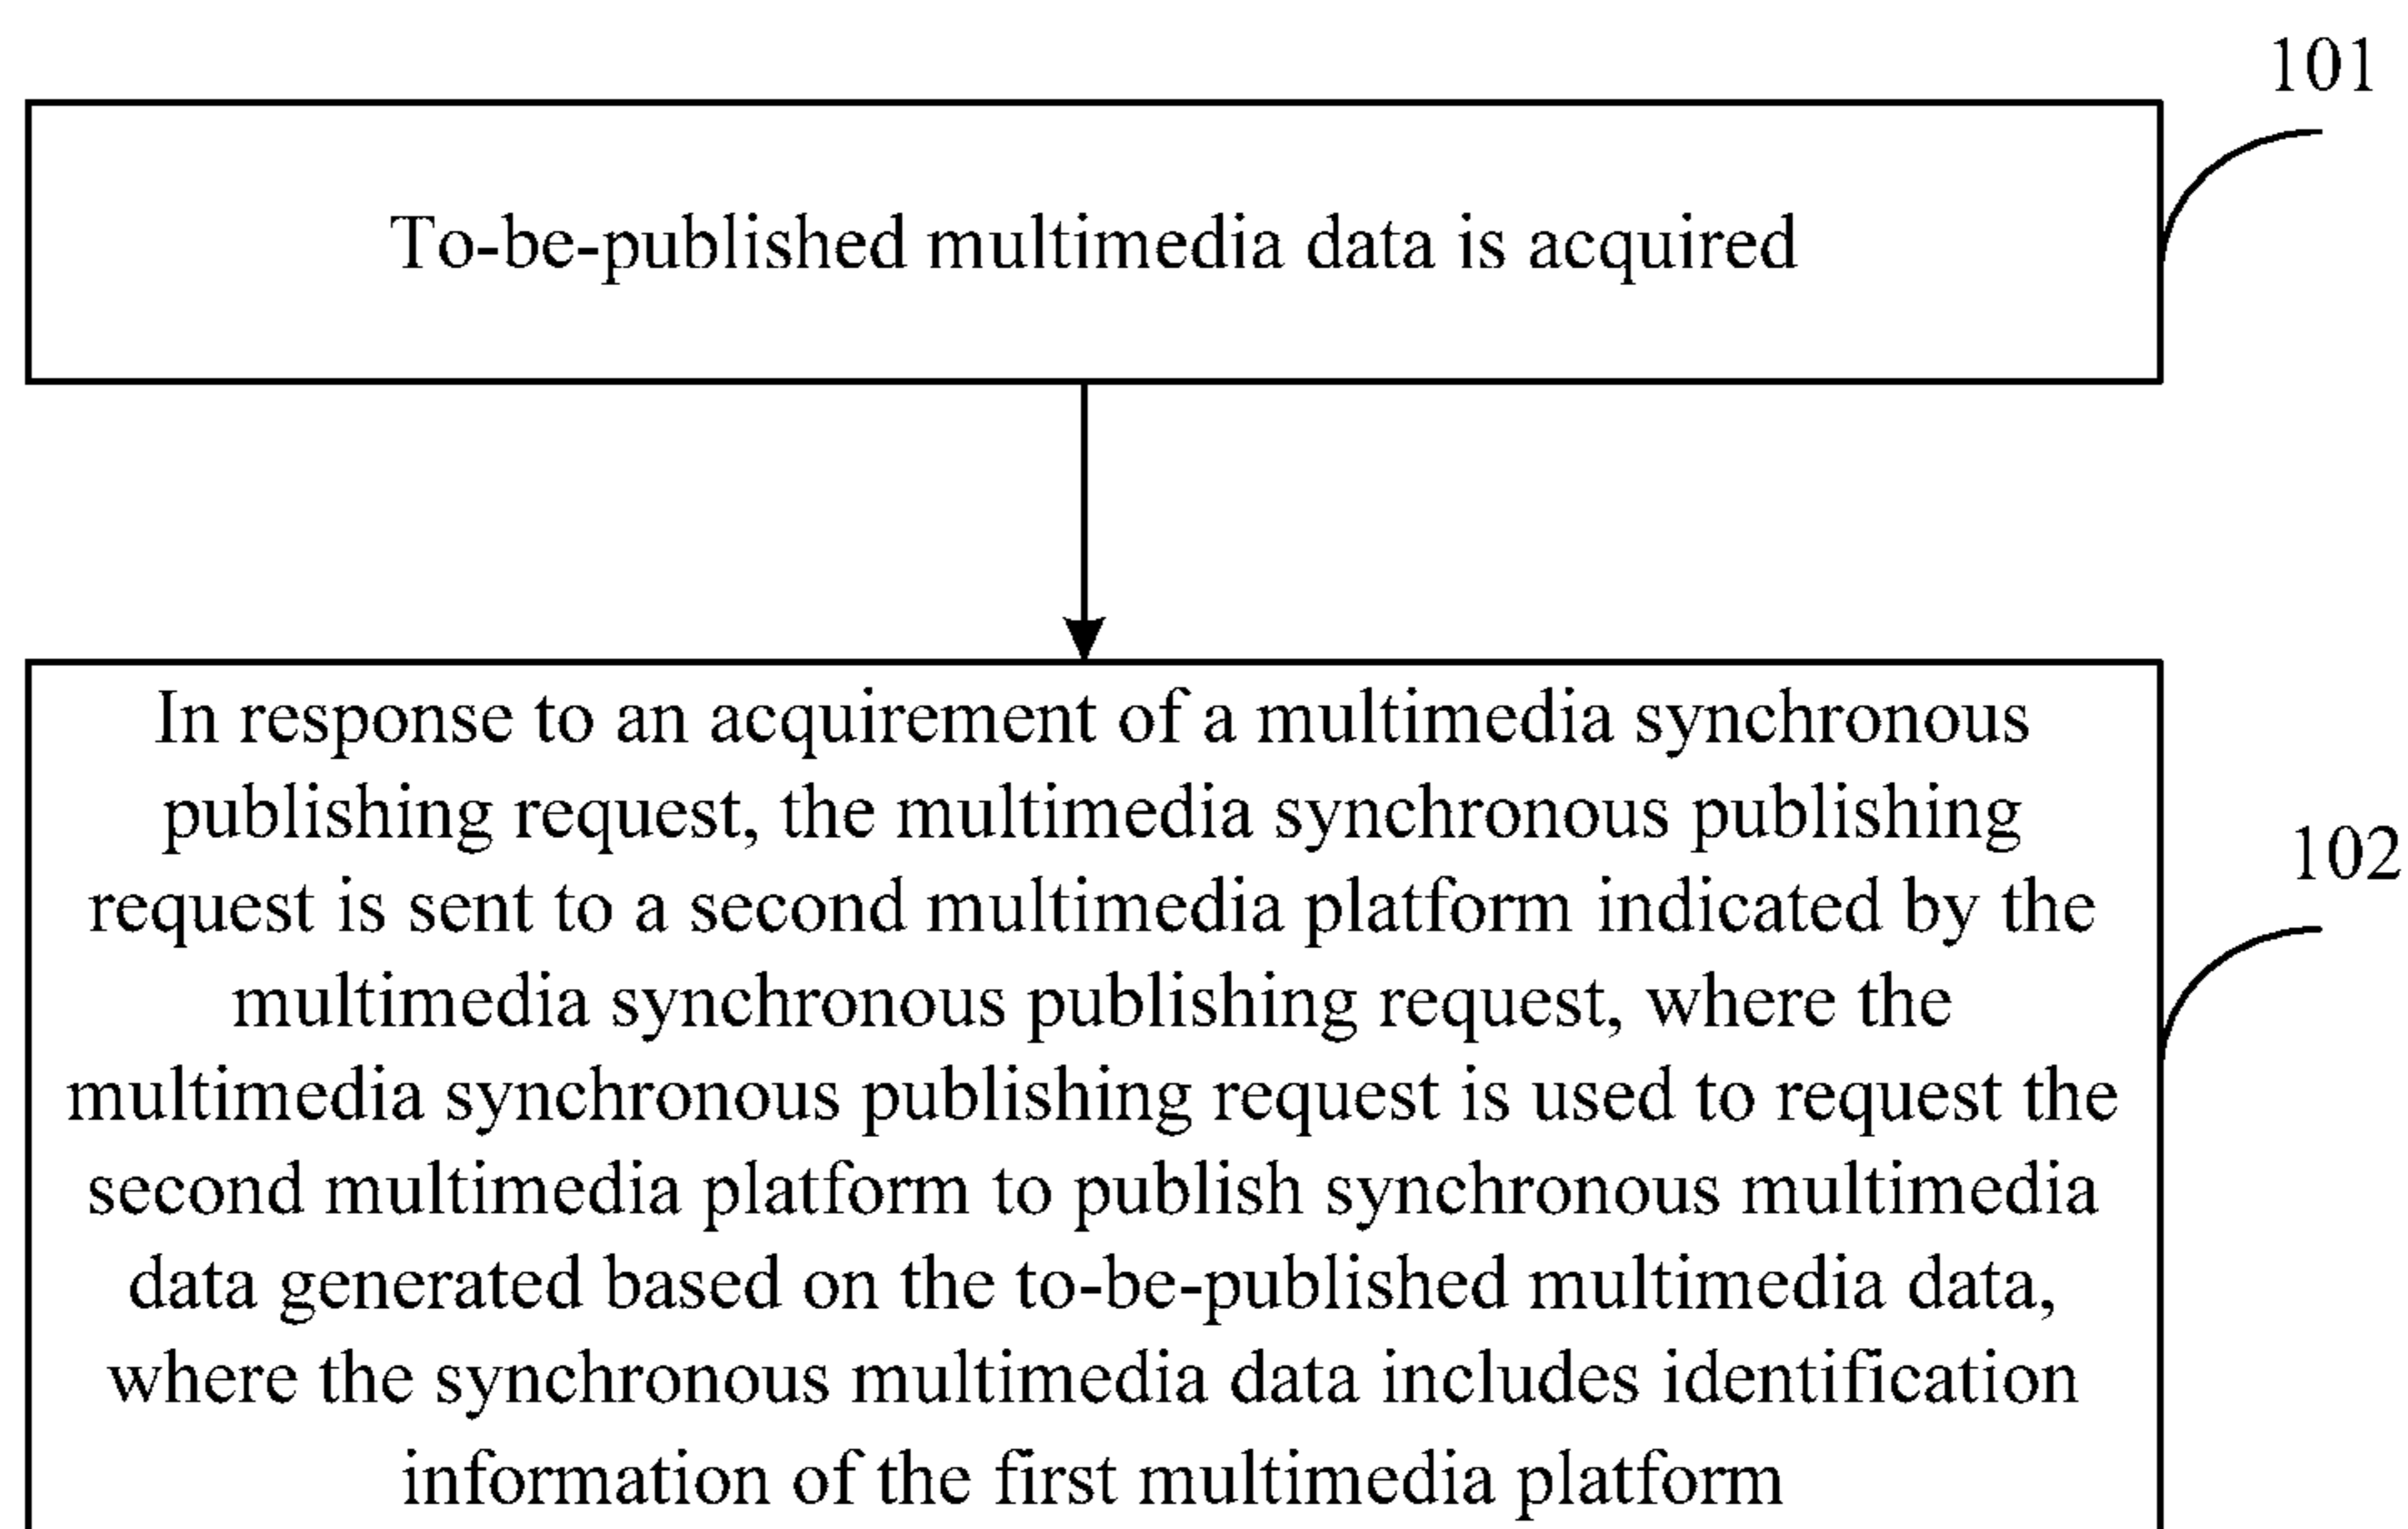 101
To-be-published multimedia data is acquired
In response to an acquirement of a multimedia synchronous
publishing request, the multimedia synchronous publishing
request is sent to a second multimedia platform indicated by the
multimedia synchronous publishing request, where the
multimedia synchronous publishing request is used to request the
second multimedia platform to publish synchronous multimedia
data generated based on the to-be-published multimedia data,
where the synchronous multimedia data includes identification
information of the first multimedia platform
102